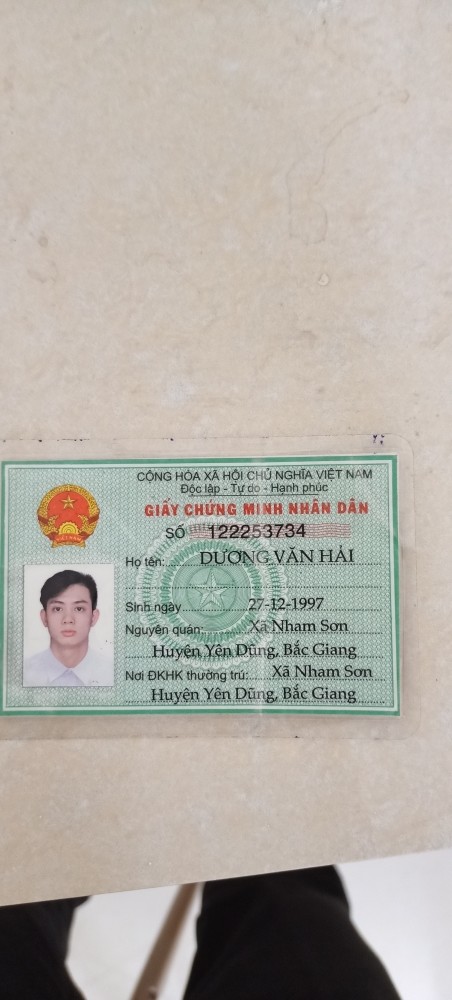 CỘNG HÒA XÃ HỘI CHỦ NGHĨA VIỆT NAM
Độc lập - Tự do - Hạnh phúc
GIẤY CHỨNG MINH NHÂN DÂN
SỐ 122253734
Họ tên: DƯƠNG VĂN HẢI
Sinh ngày 27-12-1997
Nguyên quán: Xã Nham Sơn
Huyện Yên Dũng, Bắc Giang
Nơi ĐKHK thường trú: Xã Nham Sơn
Huyện Yên Dũng, Bắc Giang
VIỆT NAM